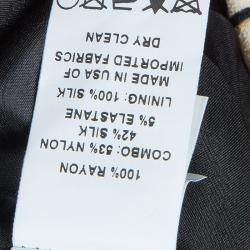 100% RAYON
COMBO: 53% NYLON
42% SILK
5% ELASTANE
LINING: 100% SILK
MADE IN USA OF
IMPORTED FABRICS
DRY CLEAN